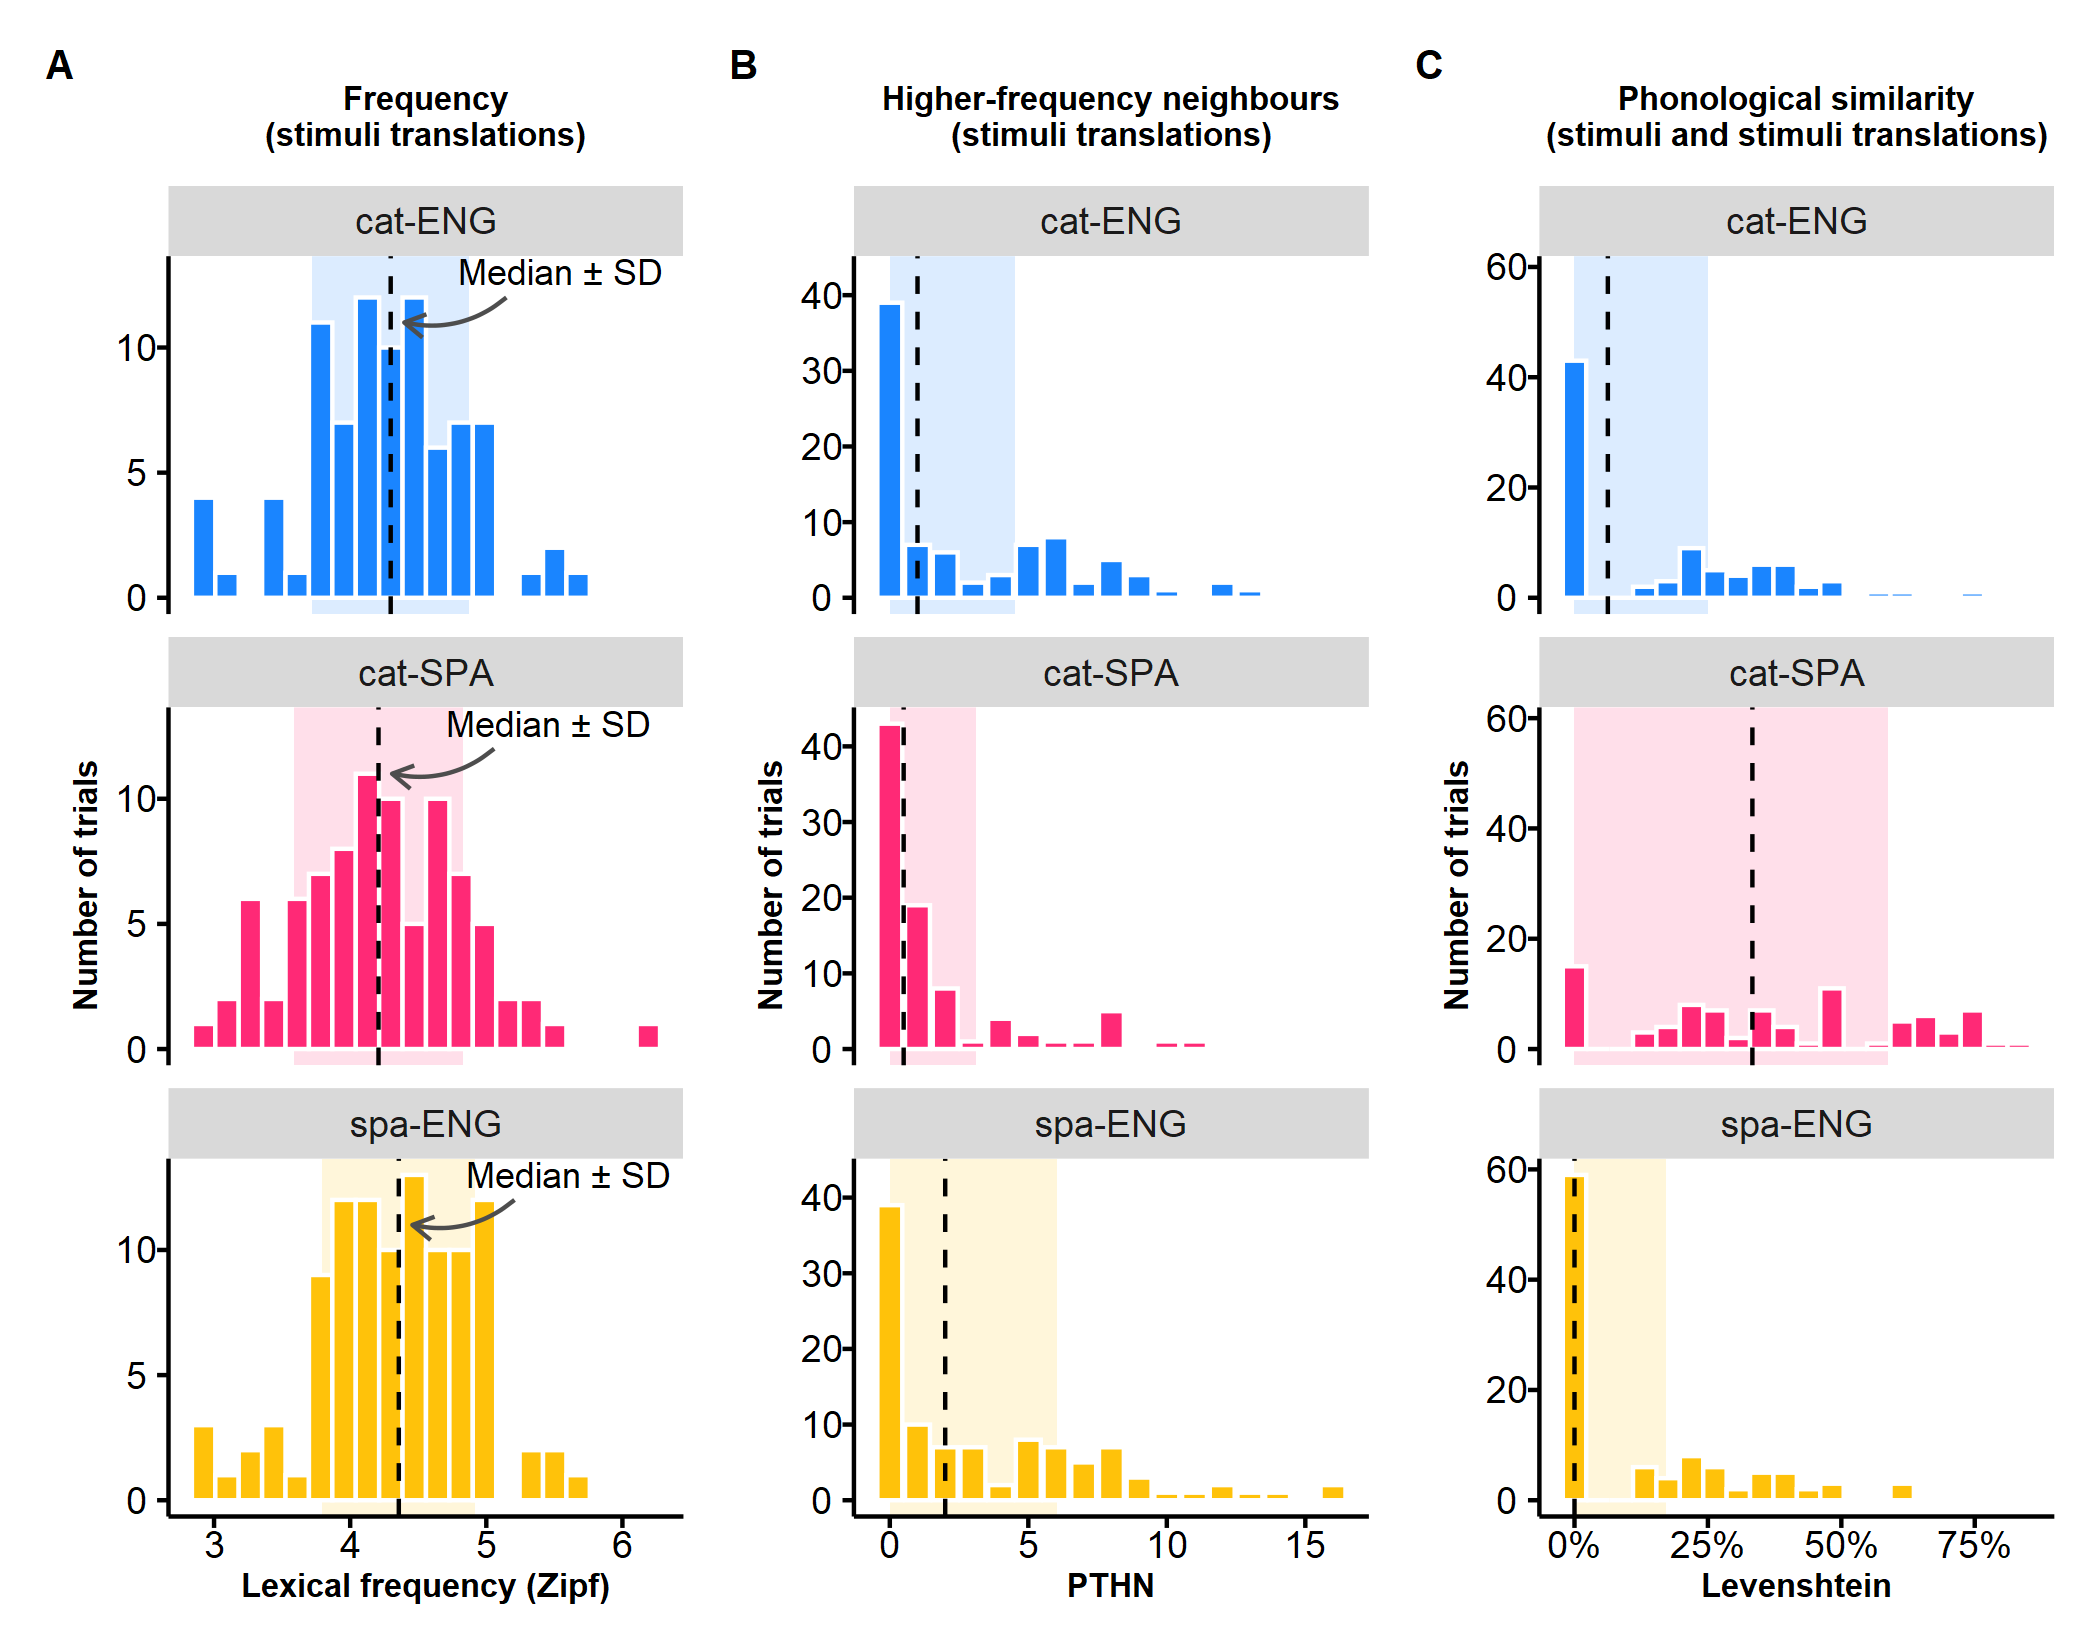 A
Frequency
(stimuli translations)
cat-ENG
Median ± SD
10
5
0
cat-SPA
Median ± SD
10
5
0
spa-ENG
Median ± SD
10
5
0
3 4 5 6
Number of trials
Lexical frequency (Zipf)
B
Higher-frequency neighbours
(stimuli translations)
cat-ENG
40
30
20
10
0
cat-SPA
40
30
20
10
0
spa-ENG
40
30
20
10
0
0 5 10 15
Number of trials
PTHN
C
Phonological similarity
(stimuli and stimuli translations)
cat-ENG
60
40
20
0
cat-SPA
60
40
20
0
spa-ENG
60
40
20
0
0% 25% 50% 75%
Number of trials
Levenshtein